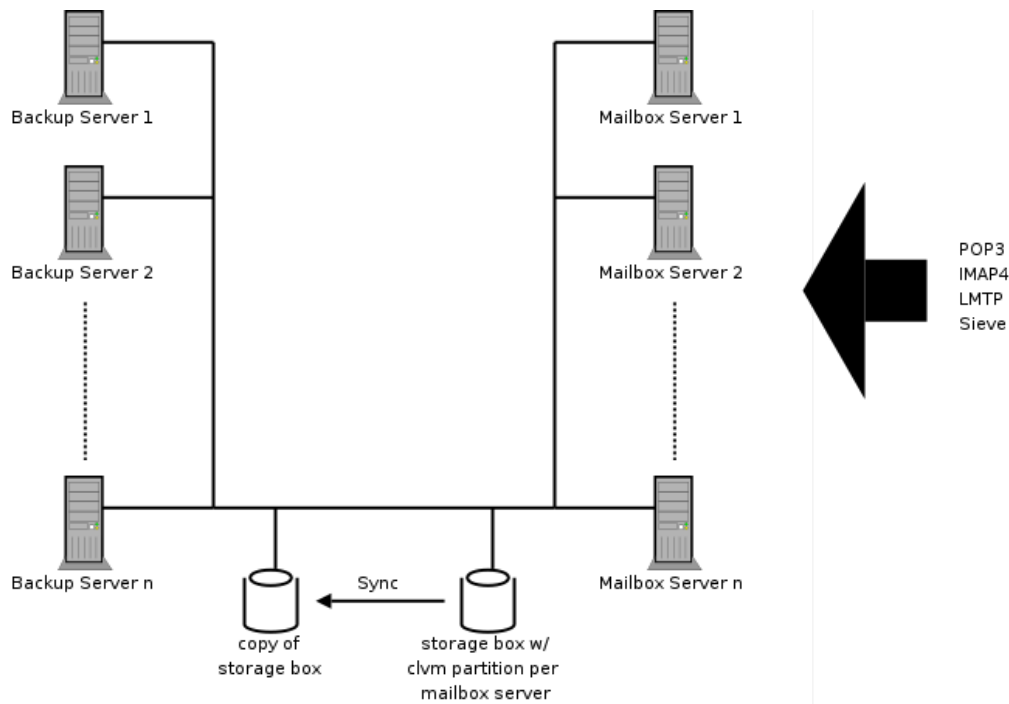 Backup Server 1
Mailbox Server 1
Backup Server 2
Mailbox Server 2
POP3
IMAP4
LMTP
Sieve
Backup Server n
Mailbox Server n
Sync
copy of
storage box
storage box w/
clvm partition per
mailbox server